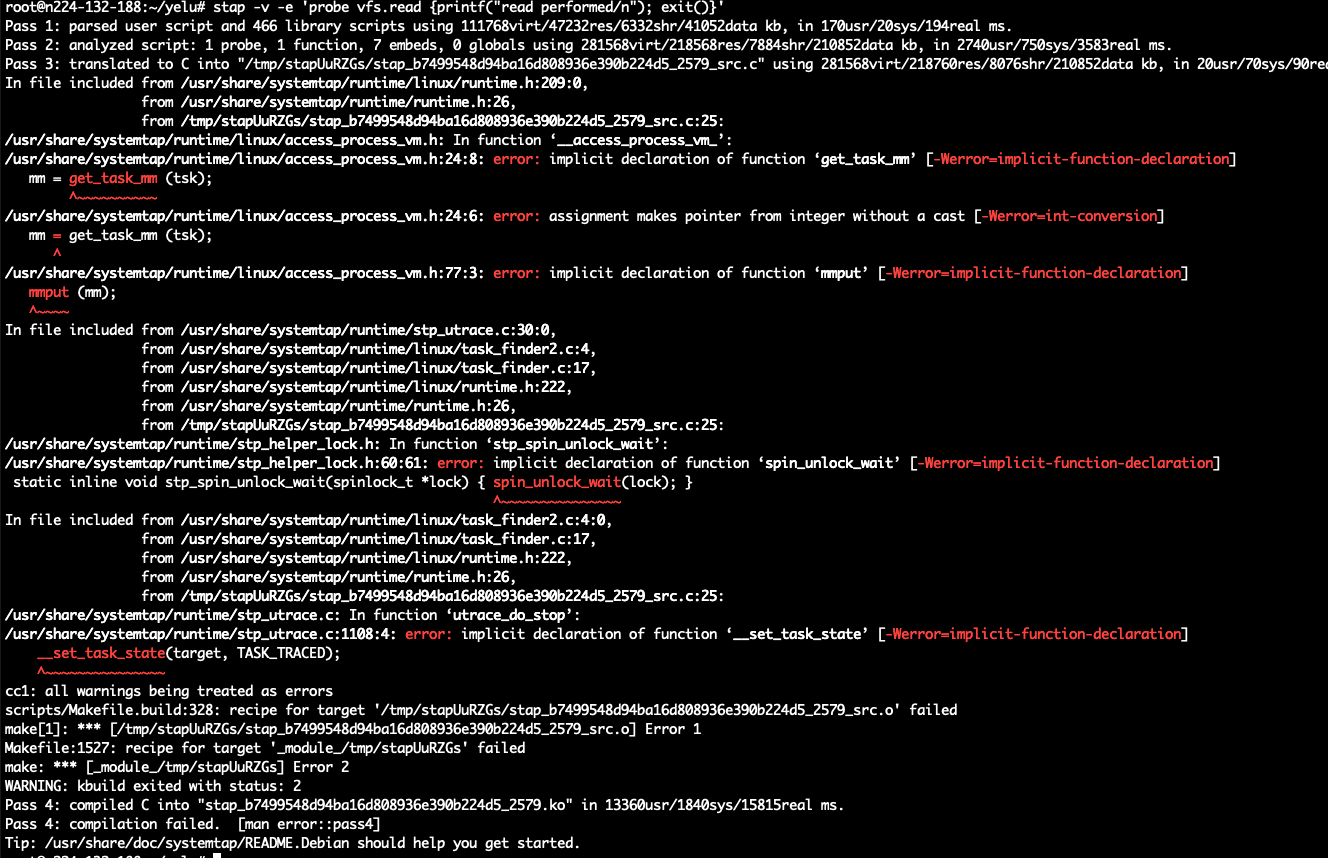 root@n224-132-188:~/yelu# stap -v -e 'probe vfs.read {printf("read performed/n"); exit()}'
Pass 1: parsed user script and 466 library scripts using 111768virt/47232res/6332shr/41052data kb, in 170usr/20sys/194real ms.
Pass 2: analyzed script: 1 probe, 1 function, 7 embeds, 0 globals using 281568virt/218568res/7884shr/210852data kb, in 2740usr/750sys/3583real ms.
Pass 3: translated to C into "/tmp/stapUuRZGs/stap_b7499548d94ba16d808936e390b224d5_2579_src.c" using 281568virt/218760res/8076shr/210852data kb, in 20usr/70sys/90rea
In file included from /usr/share/systemtap/runtime/linux/runtime.h:209:0,
                 from /usr/share/systemtap/runtime/runtime.h:26,
                 from /tmp/stapUuRZGs/stap_b7499548d94ba16d808936e390b224d5_2579_src.c:25:
/usr/share/systemtap/runtime/linux/access_process_vm.h: In function ‘__access_process_vm_’:
/usr/share/systemtap/runtime/linux/access_process_vm.h:24:8: error: implicit declaration of function ‘get_task_mm’ [-Werror=implicit-function-declaration]
   mm = get_task_mm (tsk);
        ^~~~~~~~~~~
/usr/share/systemtap/runtime/linux/access_process_vm.h:24:6: error: assignment makes pointer from integer without a cast [-Werror=int-conversion]
   mm = get_task_mm (tsk);
      ^
/usr/share/systemtap/runtime/linux/access_process_vm.h:77:3: error: implicit declaration of function ‘mmput’ [-Werror=implicit-function-declaration]
   mmput (mm);
   ^~~~~
In file included from /usr/share/systemtap/runtime/stp_utrace.c:30:0,
                 from /usr/share/systemtap/runtime/linux/task_finder2.c:4,
                 from /usr/share/systemtap/runtime/linux/task_finder.c:17,
                 from /usr/share/systemtap/runtime/linux/runtime.h:222,
                 from /usr/share/systemtap/runtime/runtime.h:26,
                 from /tmp/stapUuRZGs/stap_b7499548d94ba16d808936e390b224d5_2579_src.c:25:
/usr/share/systemtap/runtime/stp_helper_lock.h: In function ‘stp_spin_unlock_wait’:
/usr/share/systemtap/runtime/stp_helper_lock.h:60:61: error: implicit declaration of function ‘spin_unlock_wait’ [-Werror=implicit-function-declaration]
 static inline void stp_spin_unlock_wait(spinlock_t *lock) { spin_unlock_wait(lock); }
                                                             ^~~~~~~~~~~~~~~~
In file included from /usr/share/systemtap/runtime/linux/task_finder2.c:4:0,
                 from /usr/share/systemtap/runtime/linux/task_finder.c:17,
                 from /usr/share/systemtap/runtime/linux/runtime.h:222,
                 from /usr/share/systemtap/runtime/runtime.h:26,
                 from /tmp/stapUuRZGs/stap_b7499548d94ba16d808936e390b224d5_2579_src.c:25:
/usr/share/systemtap/runtime/stp_utrace.c: In function ‘utrace_do_stop’:
/usr/share/systemtap/runtime/stp_utrace.c:1108:4: error: implicit declaration of function ‘__set_task_state’ [-Werror=implicit-function-declaration]
    __set_task_state(target, TASK_TRACED);
    ^~~~~~~~~~~~~~~~
cc1: all warnings being treated as errors
scripts/Makefile.build:328: recipe for target '/tmp/stapUuRZGs/stap_b7499548d94ba16d808936e390b224d5_2579_src.o' failed
make[1]: *** [/tmp/stapUuRZGs/stap_b7499548d94ba16d808936e390b224d5_2579_src.o] Error 1
Makefile:1527: recipe for target '_module_/tmp/stapUuRZGs' failed
make: *** [_module_/tmp/stapUuRZGs] Error 2
WARNING: kbuild exited with status: 2
Pass 4: compiled C into "stap_b7499548d94ba16d808936e390b224d5_2579.ko" in 13360usr/1840sys/15815real ms.
Pass 4: compilation failed.  [man error::pass4]
Tip: /usr/share/doc/systemtap/README.Debian should help you get started.